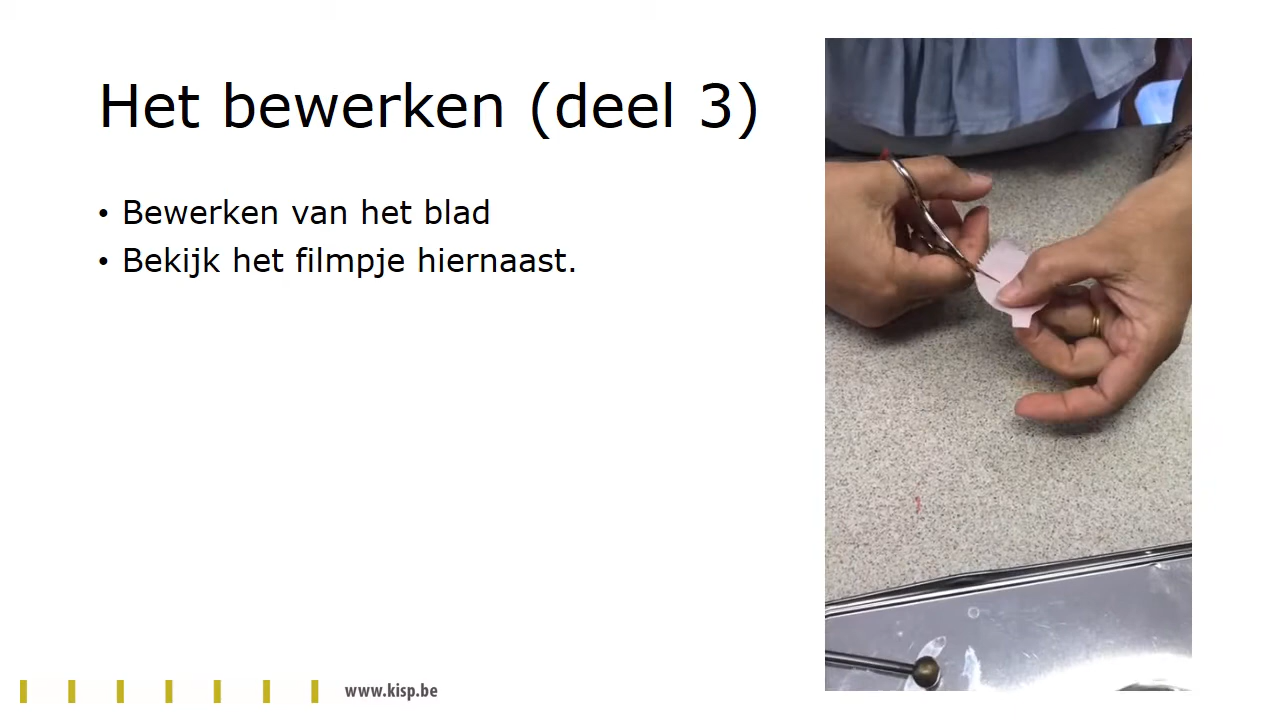 Het bewerken (deel 3)
• Bewerken van het blad
• Bekijk het filmpje hiernaast.
www.kisp.be